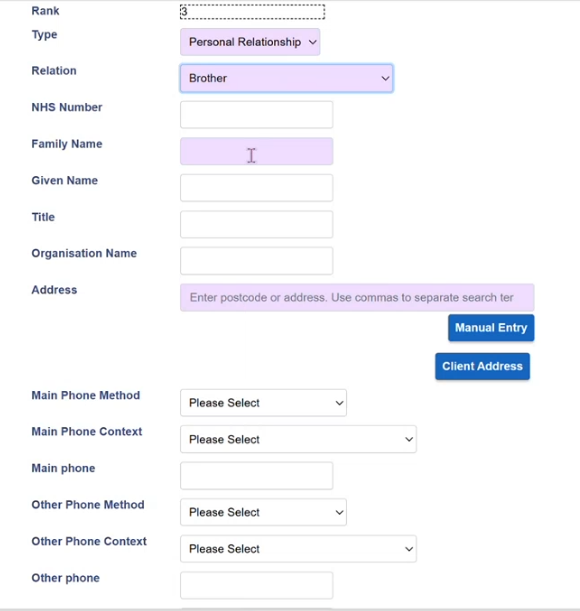 Rank 3
Type Personal Relationship
Relation Brother
NHS Number
Family Name
Given Name
Title
Organisation Name
Address Enter postcode or address. Use commas to separate search ter
Manual Entry
Client Address
Main Phone Method Please Select
Main Phone Context Please Select
Main phone
Other Phone Method Please Select
Other Phone Context Please Select
Other phone